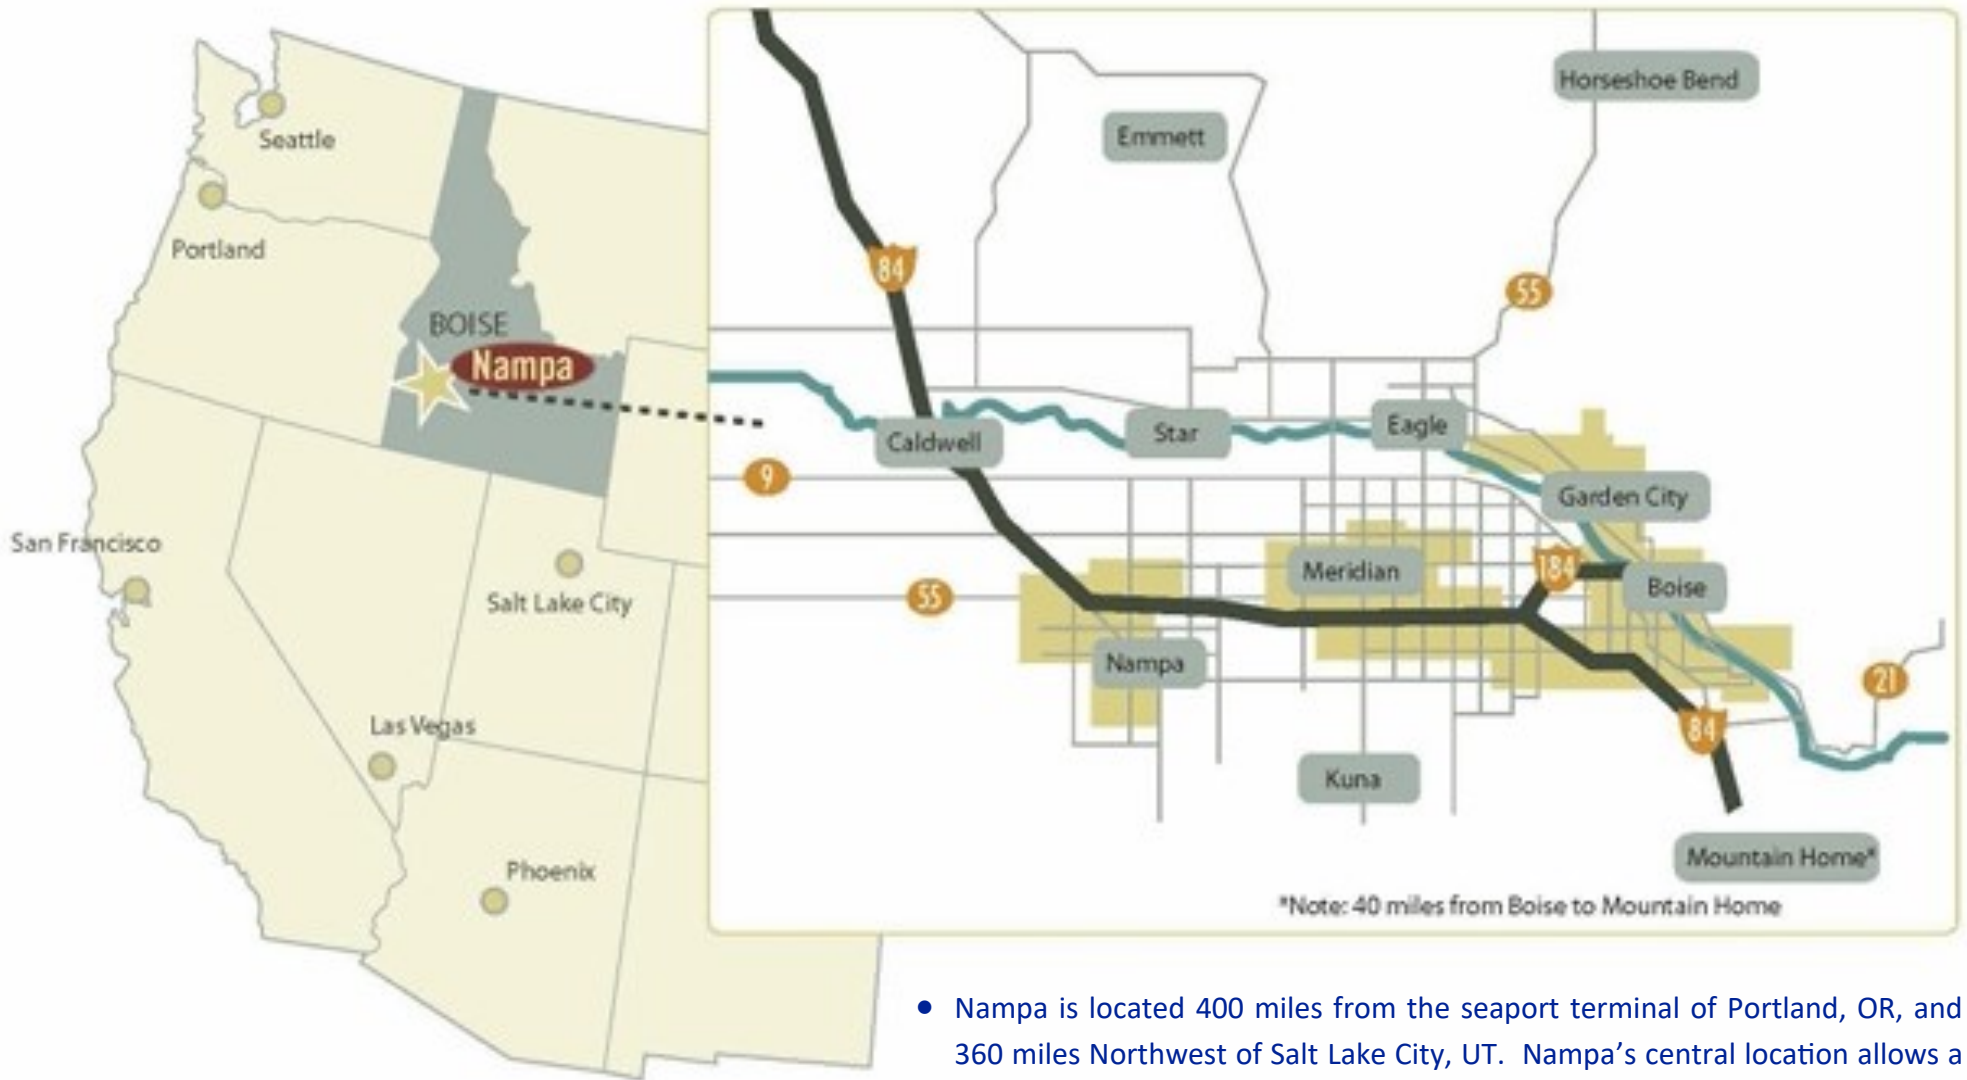 Seattle
Portland
BOISE
Nampa
San Francisco
Salt Lake City
Las Vegas
Phoenix
Horseshoe Bend
Emmett
84
55
Caldwell
Star
Eagle
9
Garden City
Meridian
184
Boise
55
Nampa
21
84
Kuna
Mountain Home*
*Note: 40 miles from Boise to Mountain Home
• Nampa is located 400 miles from the seaport terminal of Portland, OR, and
360 miles Northwest of Salt Lake City, UT. Nampa’s central location allows a